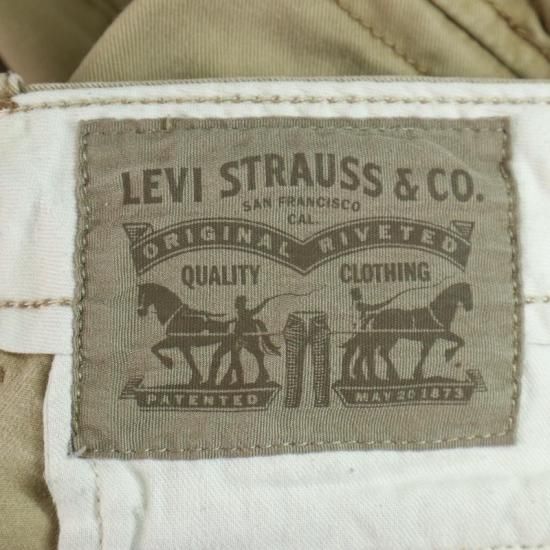 LEVI STRAUSS & CO.
SAN FRANCISCO
CAL
ORIGINAL RIVETED
QUALITY CLOTHING
PATENTED MAY 20 1873